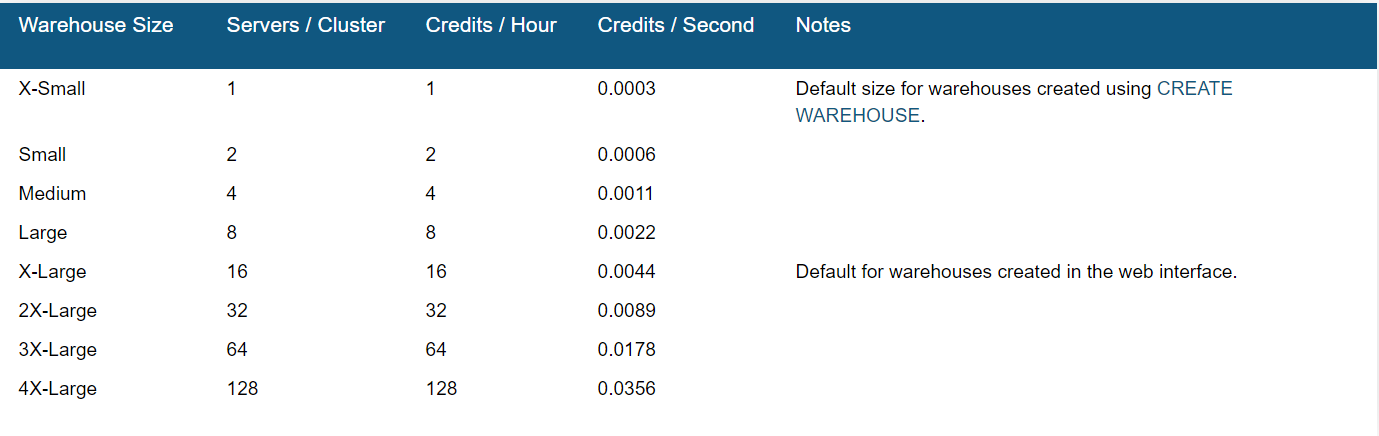 Warehouse Size Servers / Cluster Credits / Hour Credits / Second Notes
X-Small 1 1 0.0003 Default size for warehouses created using CREATE
WAREHOUSE.
Small 2 2 0.0006
Medium 4 4 0.0011
Large 8 8 0.0022
X-Large 16 16 0.0044 Default for warehouses created in the web interface.
2X-Large 32 32 0.0089
3X-Large 64 64 0.0178
4X-Large 128 128 0.0356